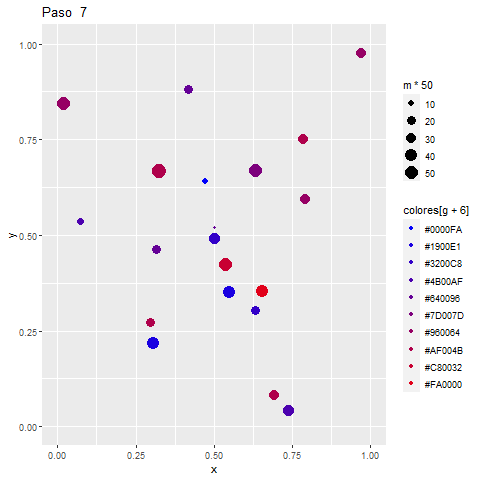 Paso 7
1.00
0.75
0.50
0.25
0.00
y
0.00
0.25
0.50
0.75
1.00
x
m * 50
10
20
30
40
50
colores[g + 6]
#0000FA
#1900E1
#3200C8
#4B00AF
#640096
#7D007D
#960064
#AF004B
#C80032
#FA0000